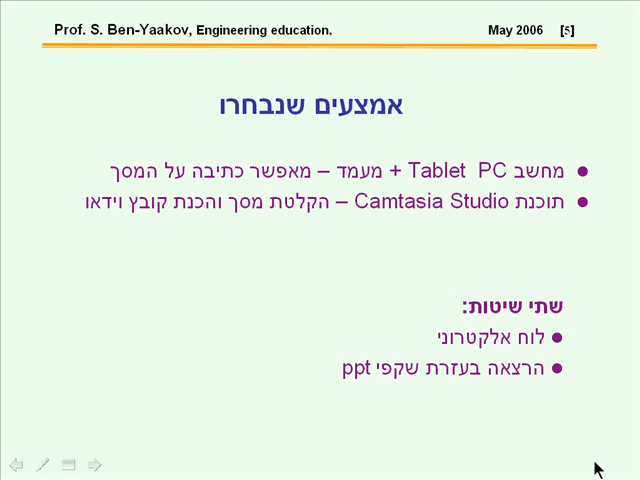 Prof. S. Ben-Yaakov, Engineering education, May 2006 [5]
אמצעים שנבחרו
● מחשב Tablet PC + מעמד – מאפשר כתיבה על המסך
● תוכנת Camtasia Studio – הקלטת מסך והכנת קובץ וידאו
שתי שיטות:
● לוח אלקטרוני
● הרצאה בעזרת שקפי ppt